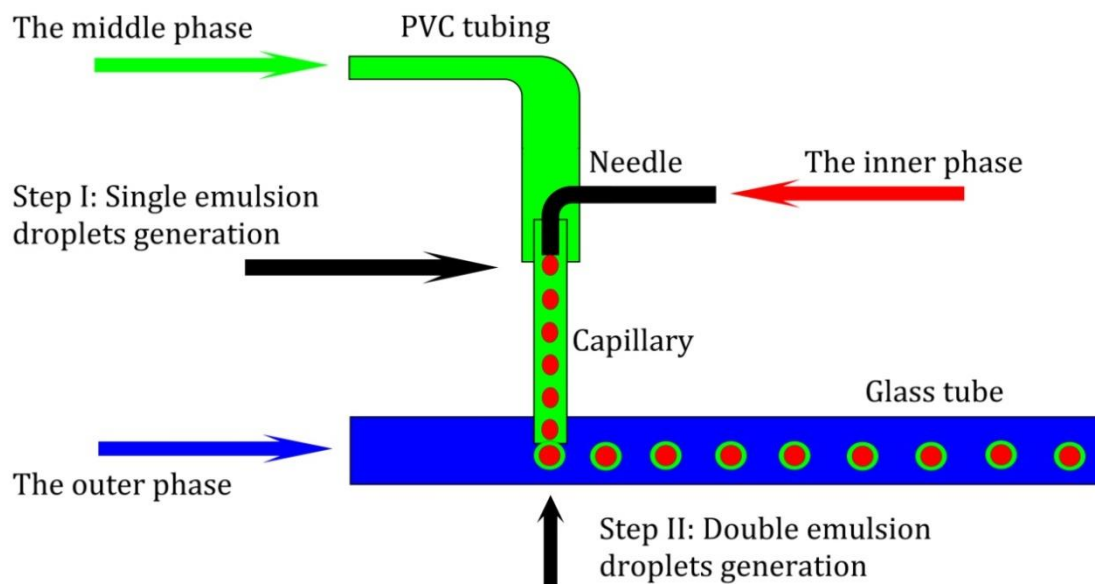 The middle phase
PVC tubing
Needle
The inner phase
Step I: Single emulsion
droplets generation
Capillary
Glass tube
The outer phase
Step II: Double emulsion
droplets generation